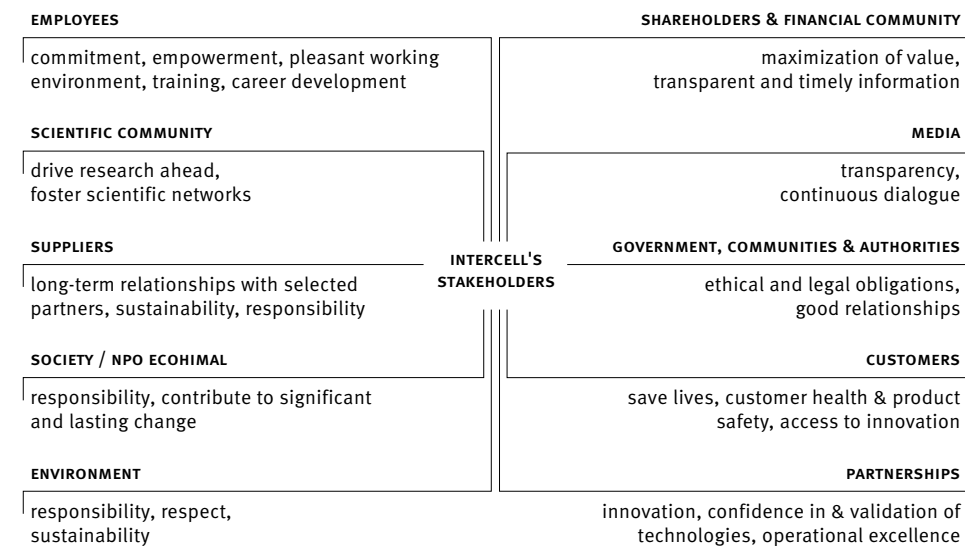 EMPLOYEES
commitment, empowerment, pleasant working
environment, training, career development
SCIENTIFIC COMMUNITY
drive research ahead,
foster scientific networks
SUPPLIERS
long-term relationships with selected
partners, sustainability, responsibility
SOCIETY / NPO ECOHIMAL
responsibility, contribute to significant
and lasting change
ENVIRONMENT
responsibility, respect,
sustainability
INTERCELL'S
STAKEHOLDERS
SHAREHOLDERS & FINANCIAL COMMUNITY
maximization of value,
transparent and timely information
MEDIA
transparency,
continuous dialogue
GOVERNMENT, COMMUNITIES & AUTHORITIES
ethical and legal obligations,
good relationships
CUSTOMERS
save lives, customer health & product
safety, access to innovation
PARTNERSHIPS
innovation, confidence in & validation of
technologies, operational excellence